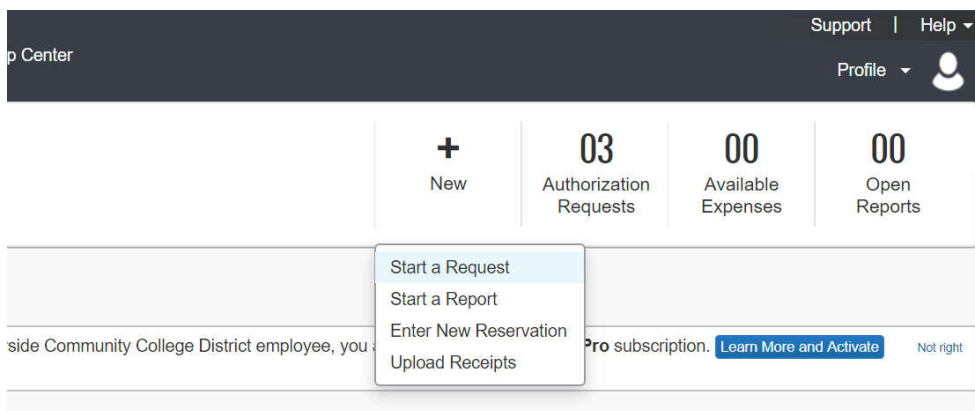 Support | Help
p Center
Profile
+
New
03
Authorization
Requests
00
Available
Expenses
00
Open
Reports
Start a Request
Start a Report
Enter New Reservation
Upload Receipts
rside Community College District employee, you Pro subscription. Learn More and Activate Not right